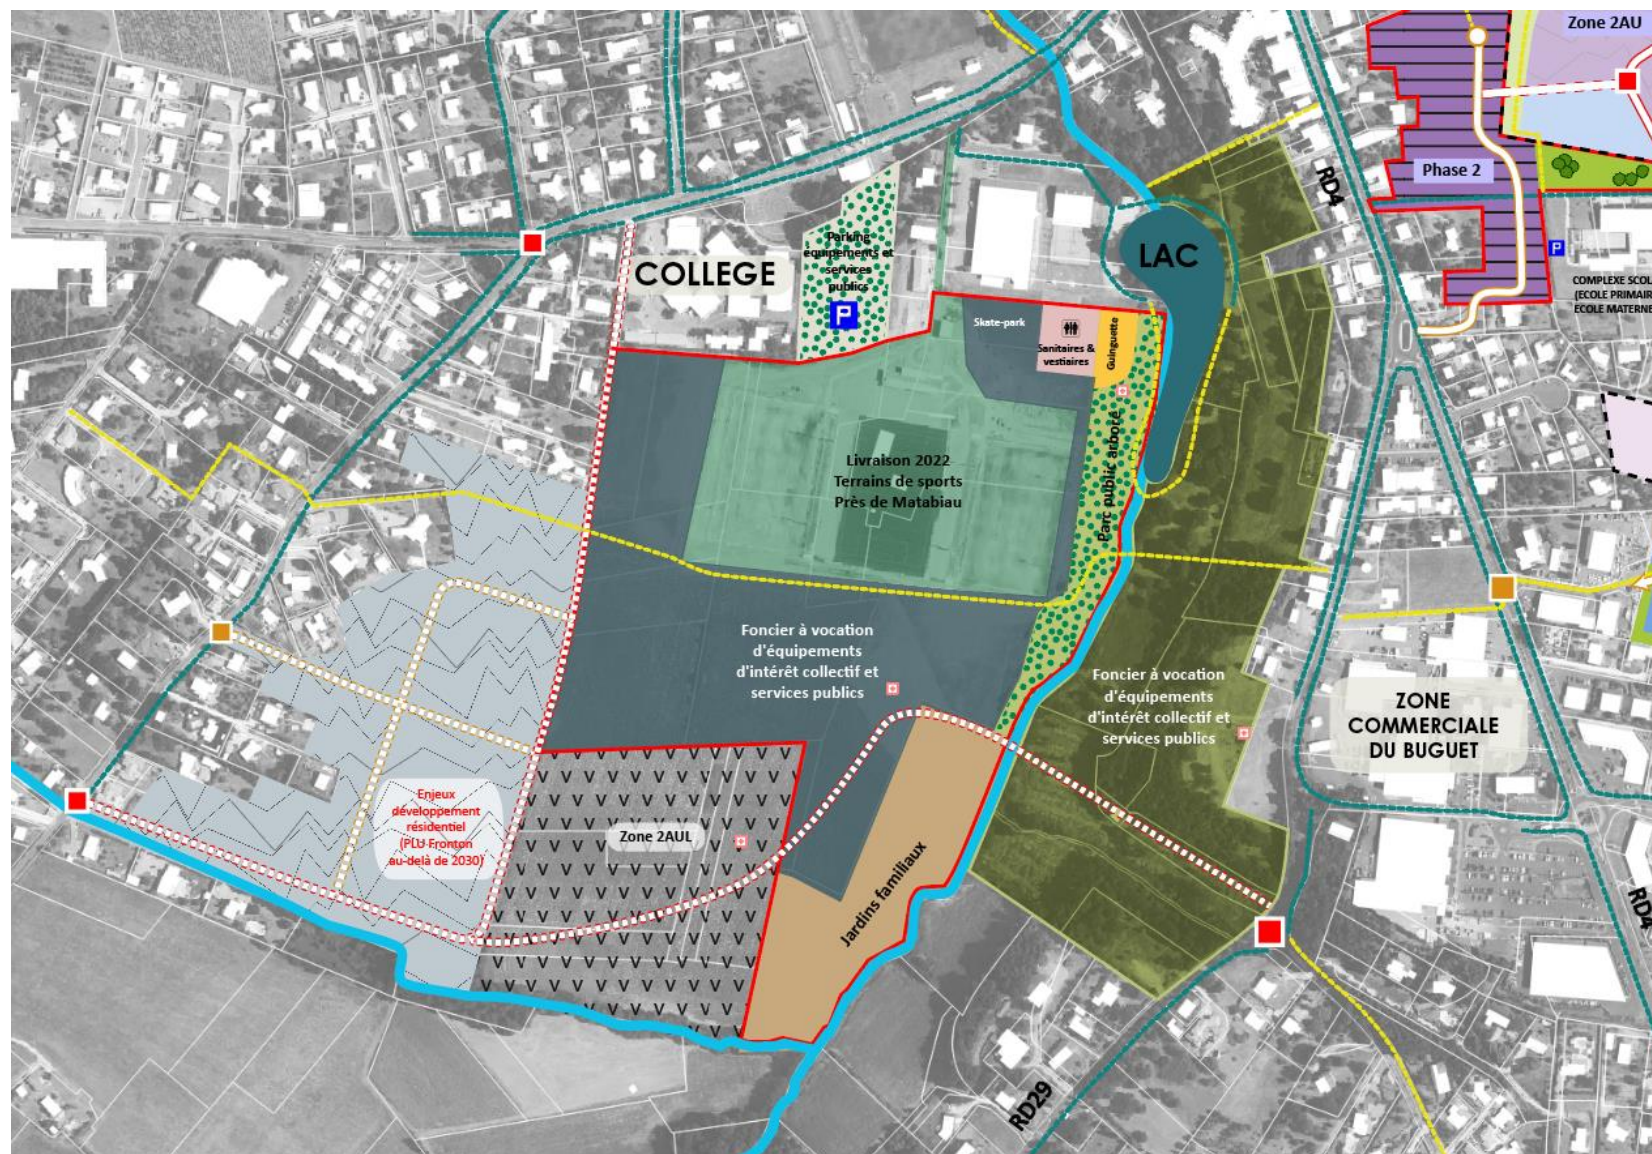 Zone 2AU
Phase 2
RD4
P
COMPLEXE SCOL
(ECOLE PRIMAIR
ECOLE MATERNE
COLLEGE
Parking
équipements et
services
publics
P
LAC
Skate-park
Sanitaires &
vestiaires
Guinguette
Parc public arboré
Livraison 2022
Terrains de sports
Près de Matabiau
Foncier à vocation
d'équipements
d'intérêt collectif et
services publics
Foncier à vocation
d'équipements
d'intérêt collectif et
services publics
ZONE
COMMERCIALE
DU BUGUET
Enjeux
développement
résidentiel
(PLU Fronton
au-delà de 2030)
Zone 2AUL
Jardins familiaux
RD4
RD29